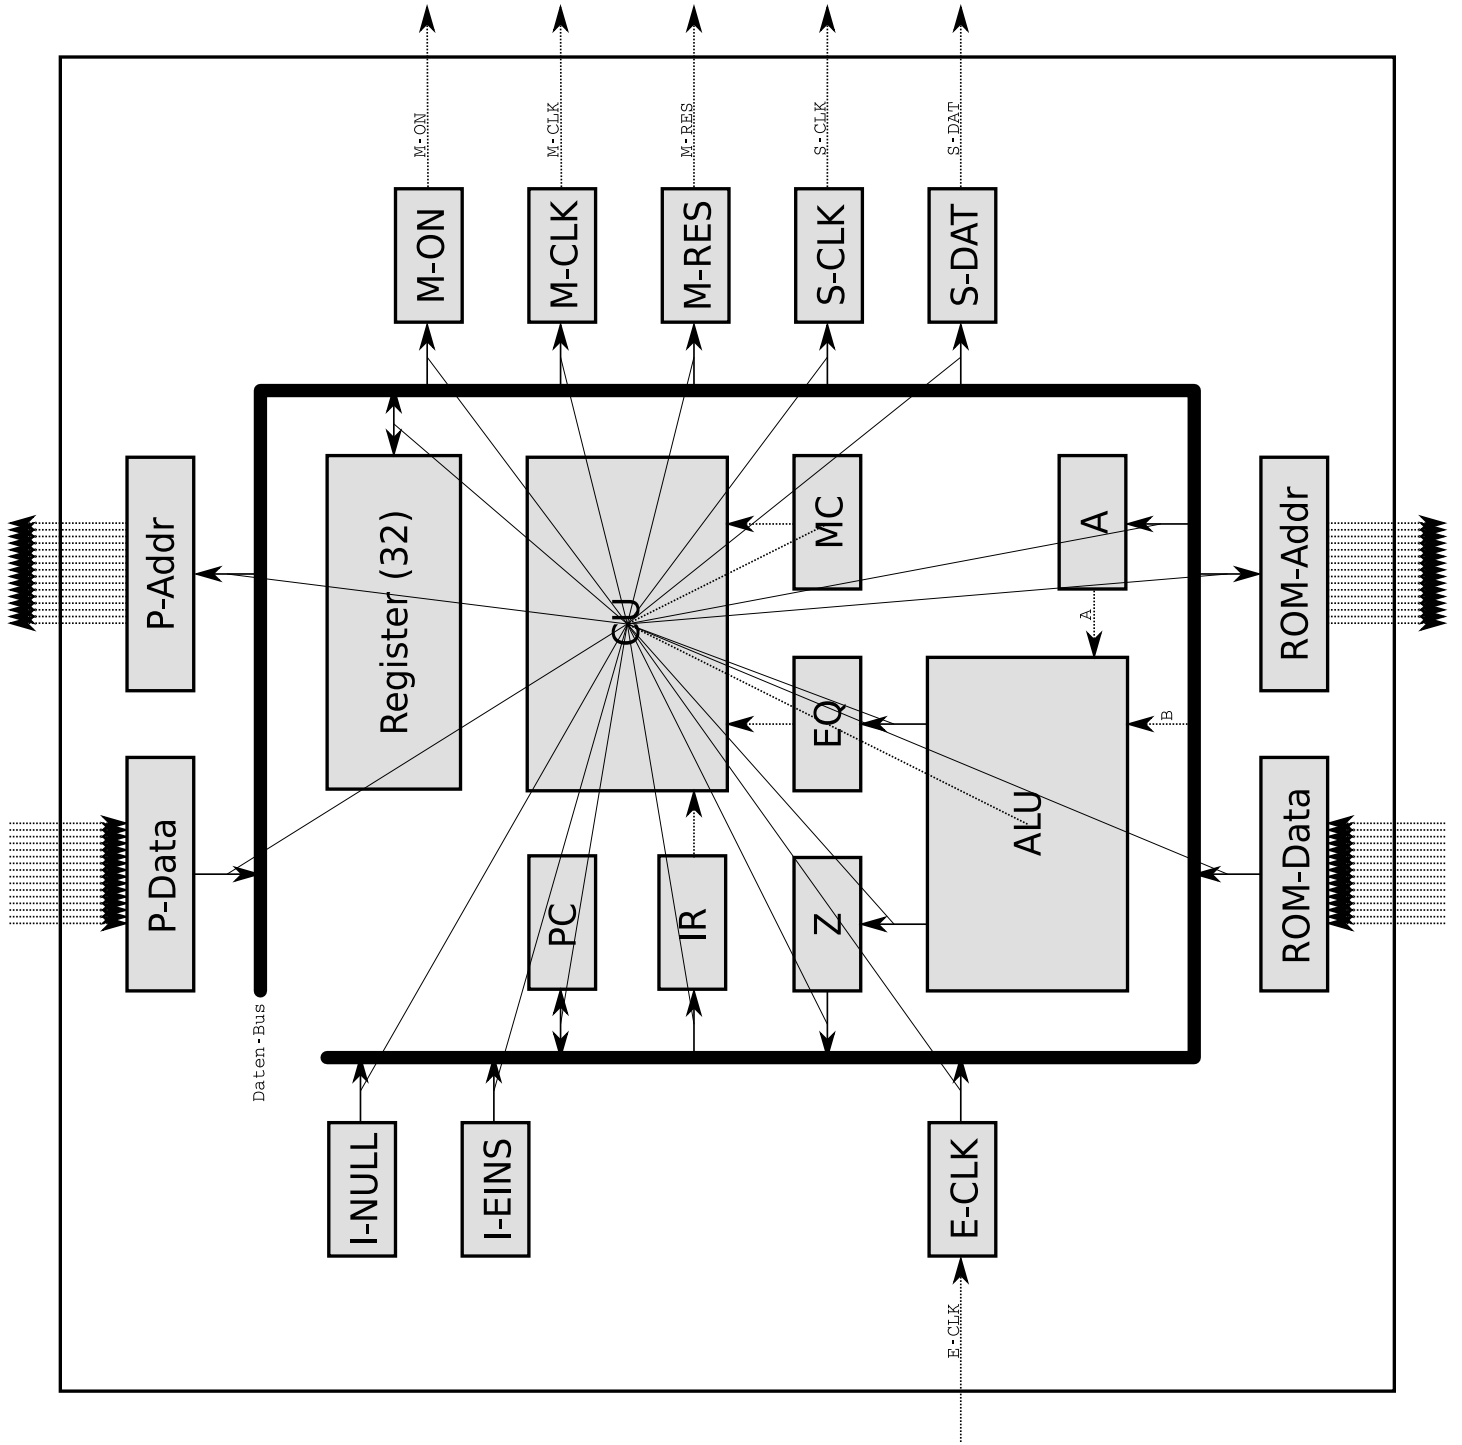 M-ON
M-CLK
M-RES
S-CLK
S-DAT
M-ON
M-CLK
M-RES
S-CLK
S-DAT
P-Addr
Register (32)
CU
MC
A
ROM-Addr
A
EQ
B
P-Data
PC
IR
Z
ALU
ROM-Data
Daten-Bus
I-NULL
I-EINS
E-CLK
E-CLK